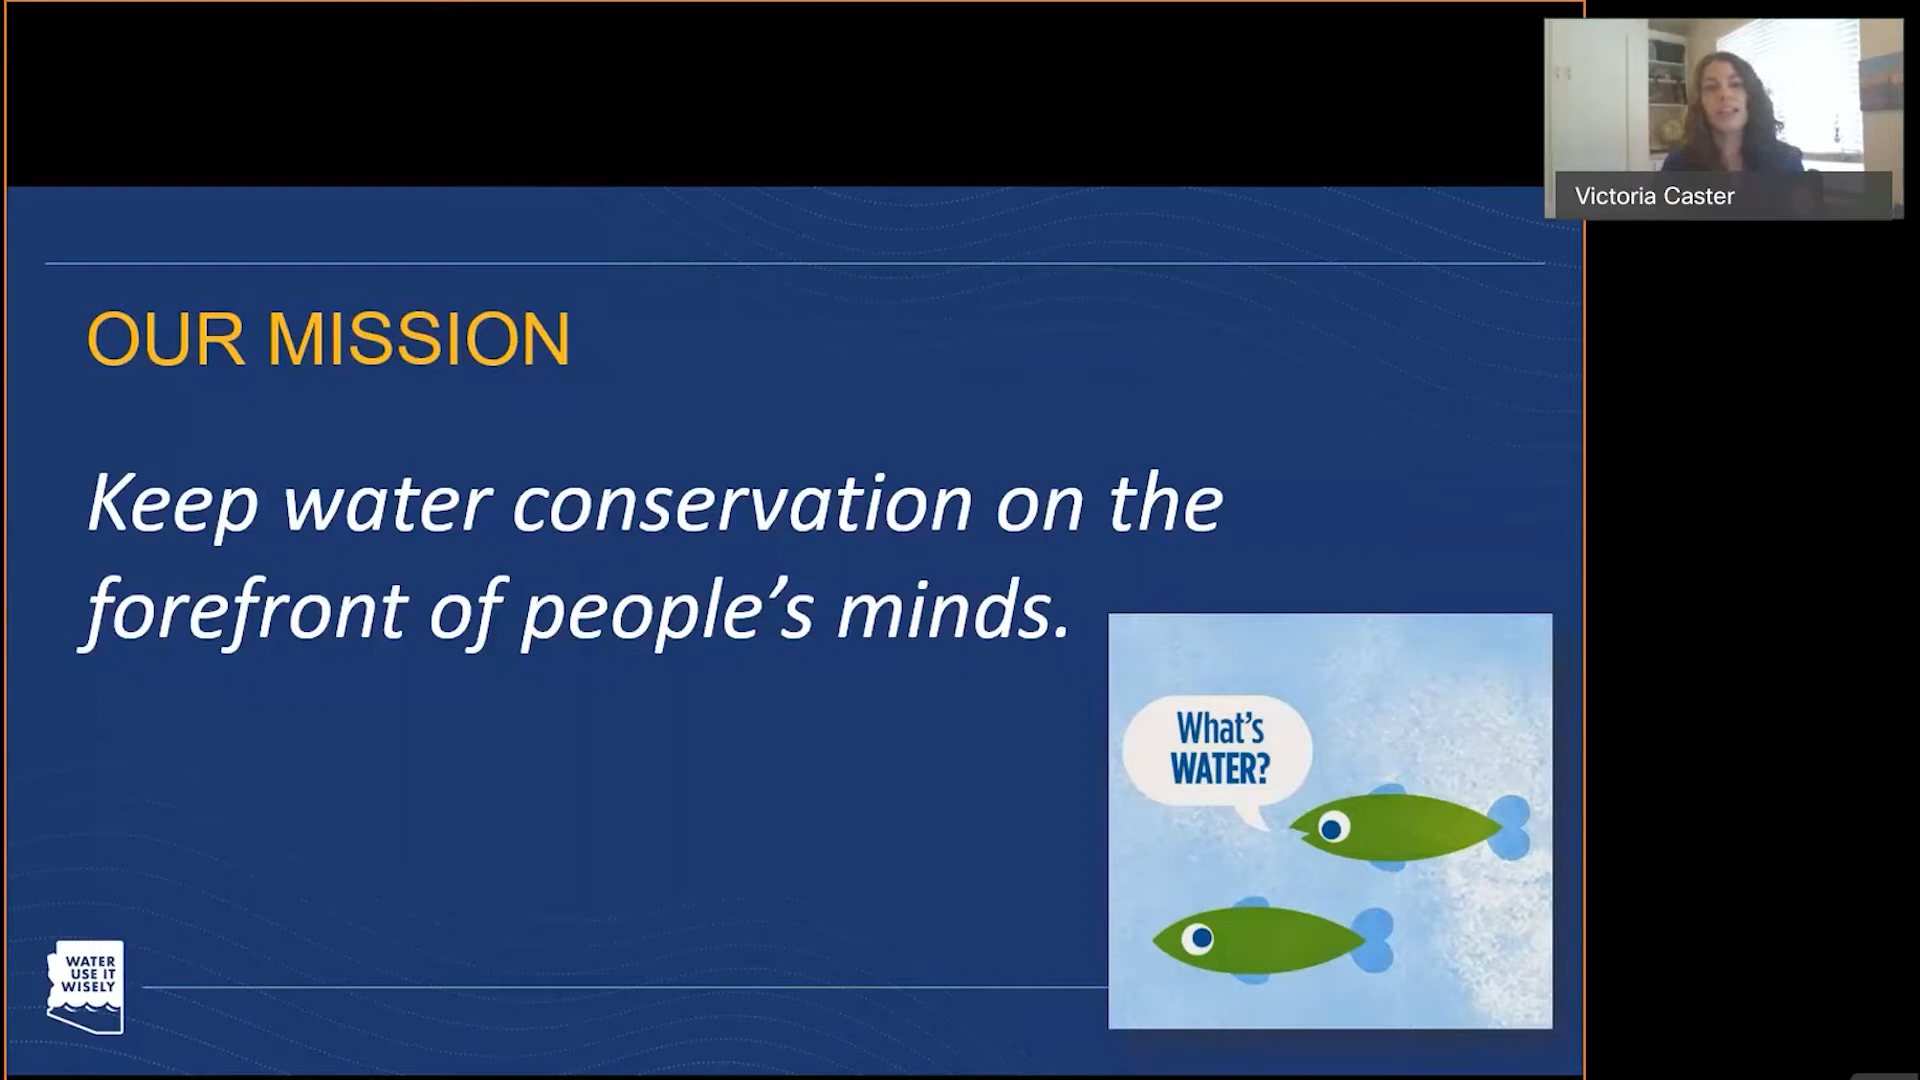 Victoria Caster
OUR MISSION
Keep water conservation on the
forefront of people’s minds.
What’s
WATER?
WATER
USE IT
WISELY